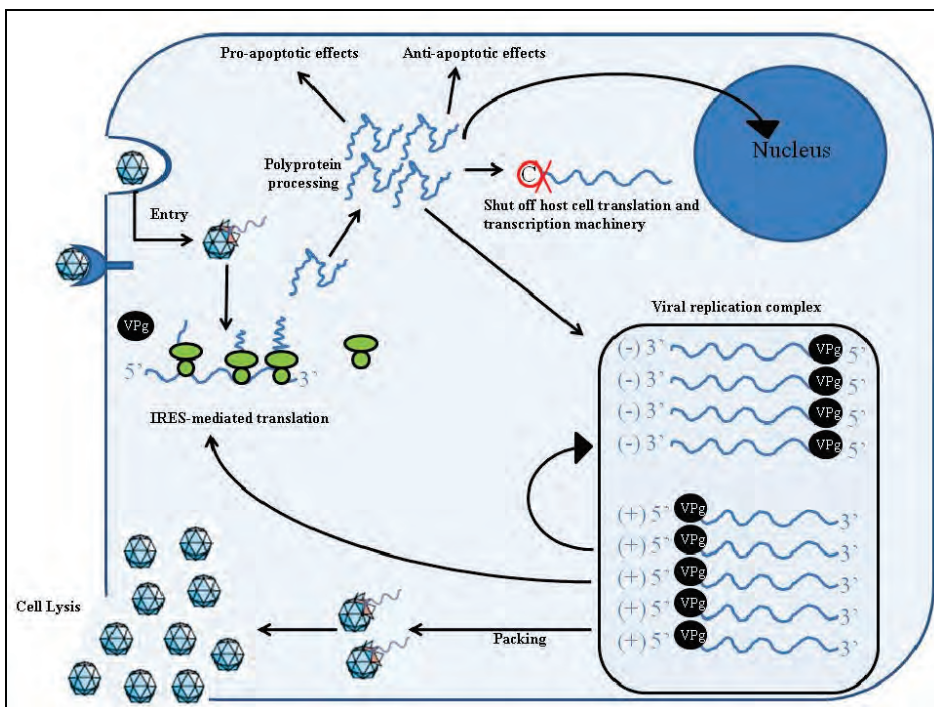 Pro-apoptotic effects
Anti-apoptotic effects
Nucleus
Polyprotein
processing
C
Shut off host cell translation and
transcription machinery
Entry
VPg
5’
3’
IRES-mediated translation
Viral replication complex
(-) 3’ VPg 5’
(-) 3’ VPg 5’
(-) 3’ VPg 5’
(-) 3’ VPg 5’
(+) 5’ VPg 3’
(+) 5’ VPg 3’
(+) 5’ VPg 3’
(+) 5’ VPg 3’
(+) 5’ VPg 3’
Cell Lysis
Packing